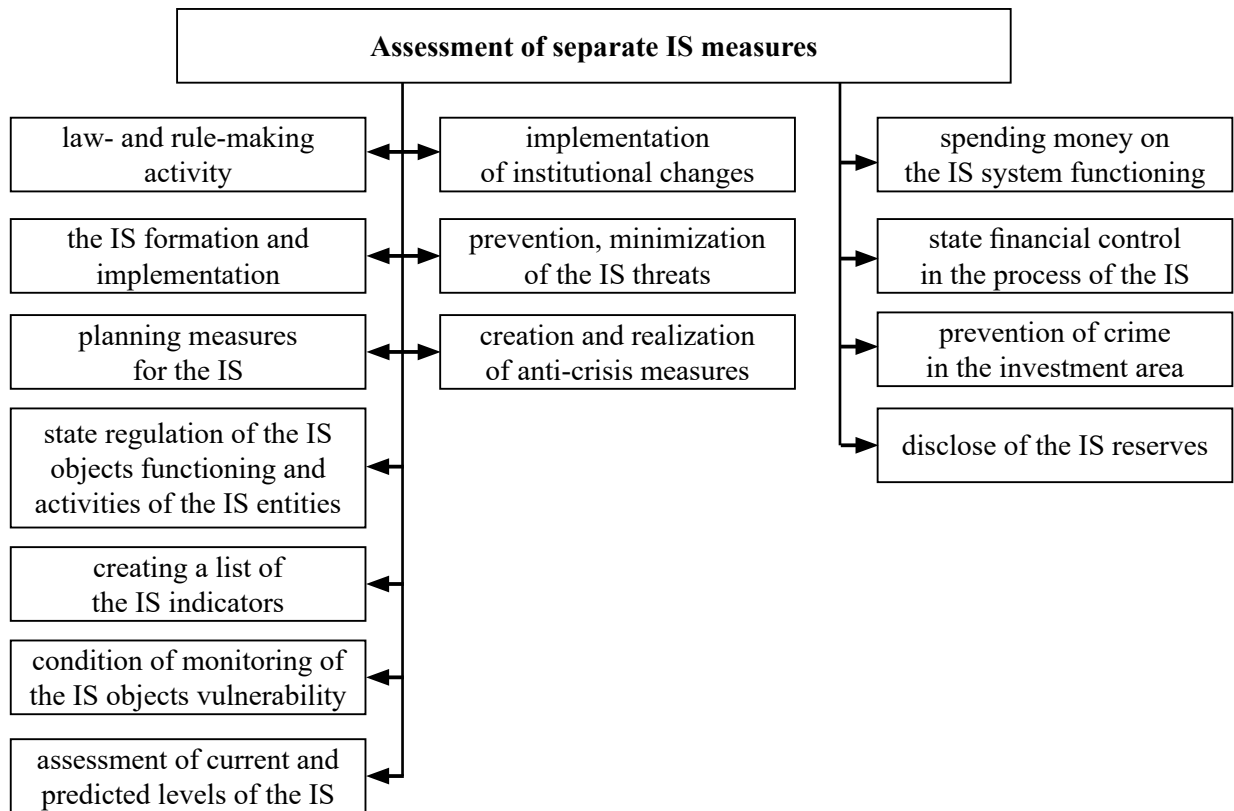 Assessment of separate IS measures
law- and rule-making
activity
the IS formation and
implementation
planning measures
for the IS
state regulation of the IS
objects functioning and
activities of the IS entities
creating a list of
the IS indicators
condition of monitoring of
the IS objects vulnerability
assessment of current and
predicted levels of the IS
implementation
of institutional changes
prevention, minimization
of the IS threats
creation and realization
of anti-crisis measures
spending money on
the IS system functioning
state financial control
in the process of the IS
prevention of crime
in the investment area
disclose of the IS reserves